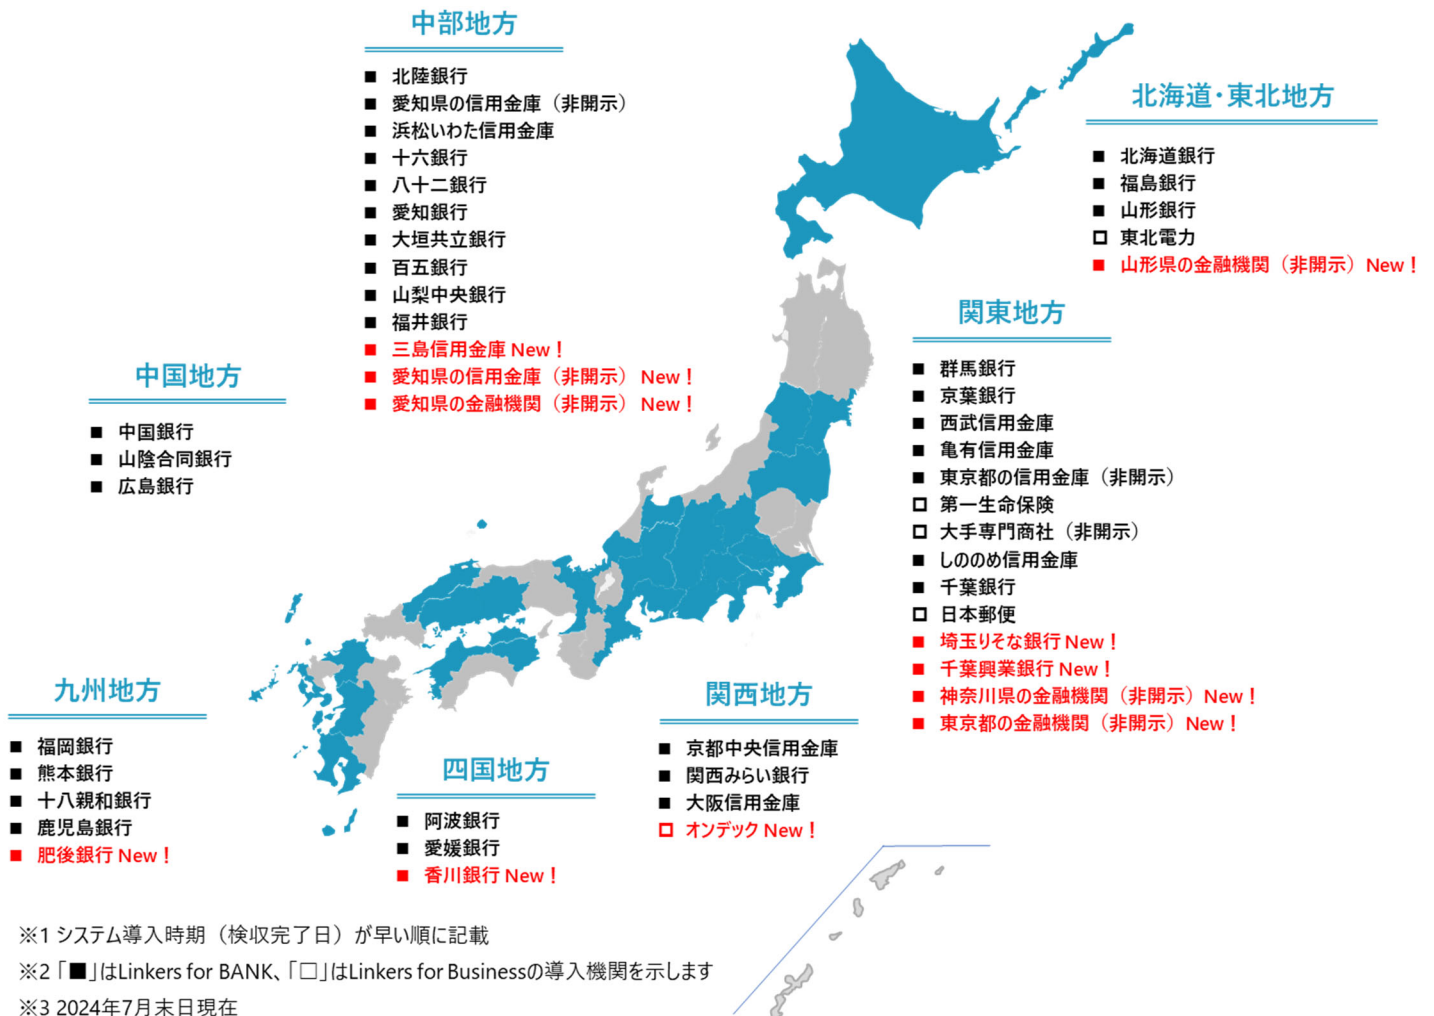 中部地方
■ 北陸銀行
■ 愛知県の信用金庫（非開示）
■ 浜松いわた信用金庫
■ 十六銀行
■ 八十二銀行
■ 愛知銀行
■ 大垣共立銀行
■ 百五銀行
■ 山梨中央銀行
■ 福井銀行
■ 三島信用金庫 New！
■ 愛知県の信用金庫（非開示） New！
■ 愛知県の金融機関（非開示） New！
北海道・東北地方
■ 北海道銀行
■ 福島銀行
■ 山形銀行
□ 東北電力
■ 山形県の金融機関（非開示）New！
関東地方
■ 群馬銀行
■ 京葉銀行
■ 西武信用金庫
■ 亀有信用金庫
■ 東京都の信用金庫（非開示）
□ 第一生命保険
□ 大手専門商社（非開示）
■ しののめ信用金庫
■ 千葉銀行
□ 日本郵便
■ 埼玉りそな銀行 New！
■ 千葉興業銀行 New！
■ 神奈川県の金融機関（非開示）New！
■ 東京都の金融機関（非開示）New！
中国地方
■ 中国銀行
■ 山陰合同銀行
■ 広島銀行
九州地方
■ 福岡銀行
■ 熊本銀行
■ 十八親和銀行
■ 鹿児島銀行
■ 肥後銀行 New！
四国地方
■ 阿波銀行
■ 愛媛銀行
■ 香川銀行 New！
関西地方
■ 京都中央信用金庫
■ 関西みらい銀行
■ 大阪信用金庫
□ オンデック New！
※1 システム導入時期（検収完了日）が早い順に記載
※2 「■」はLinkers for BANK、「□」はLinkers for Businessの導入機関を示します
※3 2024年7月末日現在